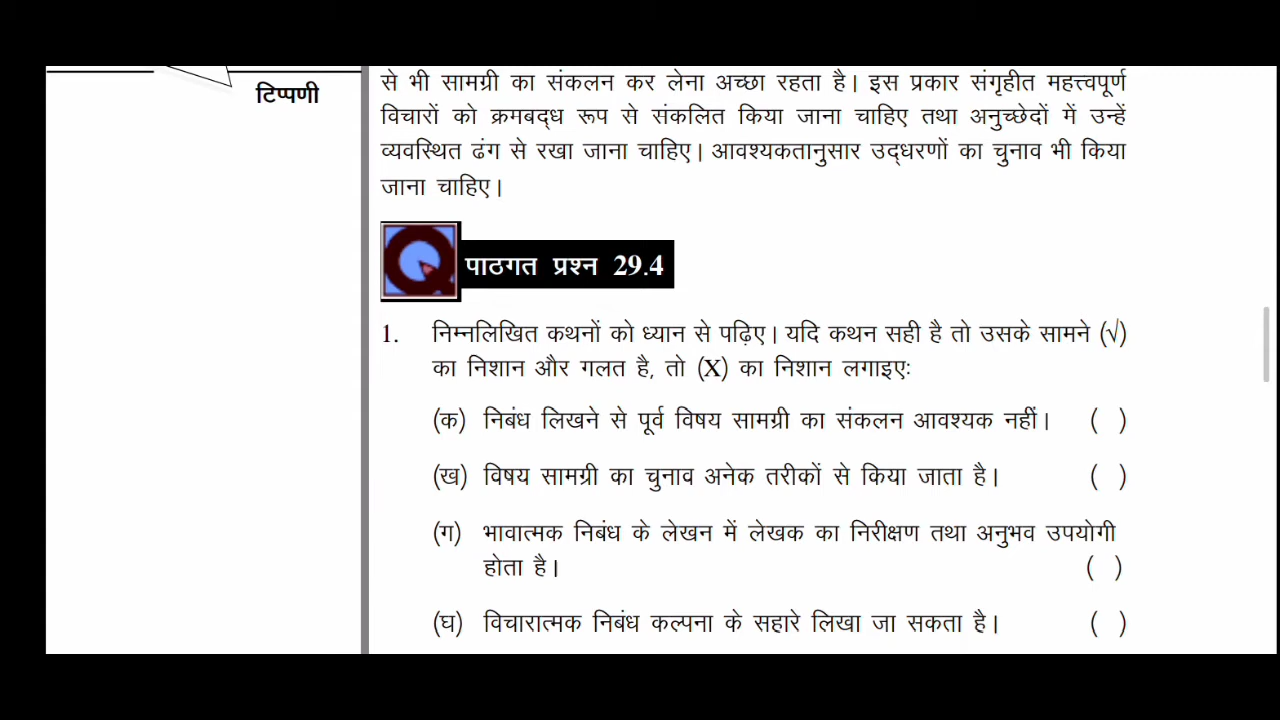 टिप्पणी
से भी सामग्री का संकलन कर लेना अच्छा रहता है। इस प्रकार संगृहीत महत्त्वपूर्ण
विचारों को क्रमबद्ध रूप से संकलित किया जाना चाहिए तथा अनुच्छेदों में उन्हें
व्यवस्थित ढंग से रखा जाना चाहिए। आवश्यकतानुसार उद्धरणों का चुनाव भी किया
जाना चाहिए।
पाठगत प्रश्न 29.4
1. निम्नलिखित कथनों को ध्यान से पढ़िए। यदि कथन सही है तो उसके सामने (√)
का निशान और गलत है, तो (X) का निशान लगाइए:
(क) निबंध लिखने से पूर्व विषय सामग्री का संकलन आवश्यक नहीं। ( )
(ख) विषय सामग्री का चुनाव अनेक तरीकों से किया जाता है। ( )
(ग) भावात्मक निबंध के लेखन में लेखक का निरीक्षण तथा अनुभव उपयोगी
होता है। ( )
(घ) विचारात्मक निबंध कल्पना के सहारे लिखा जा सकता है। ( )